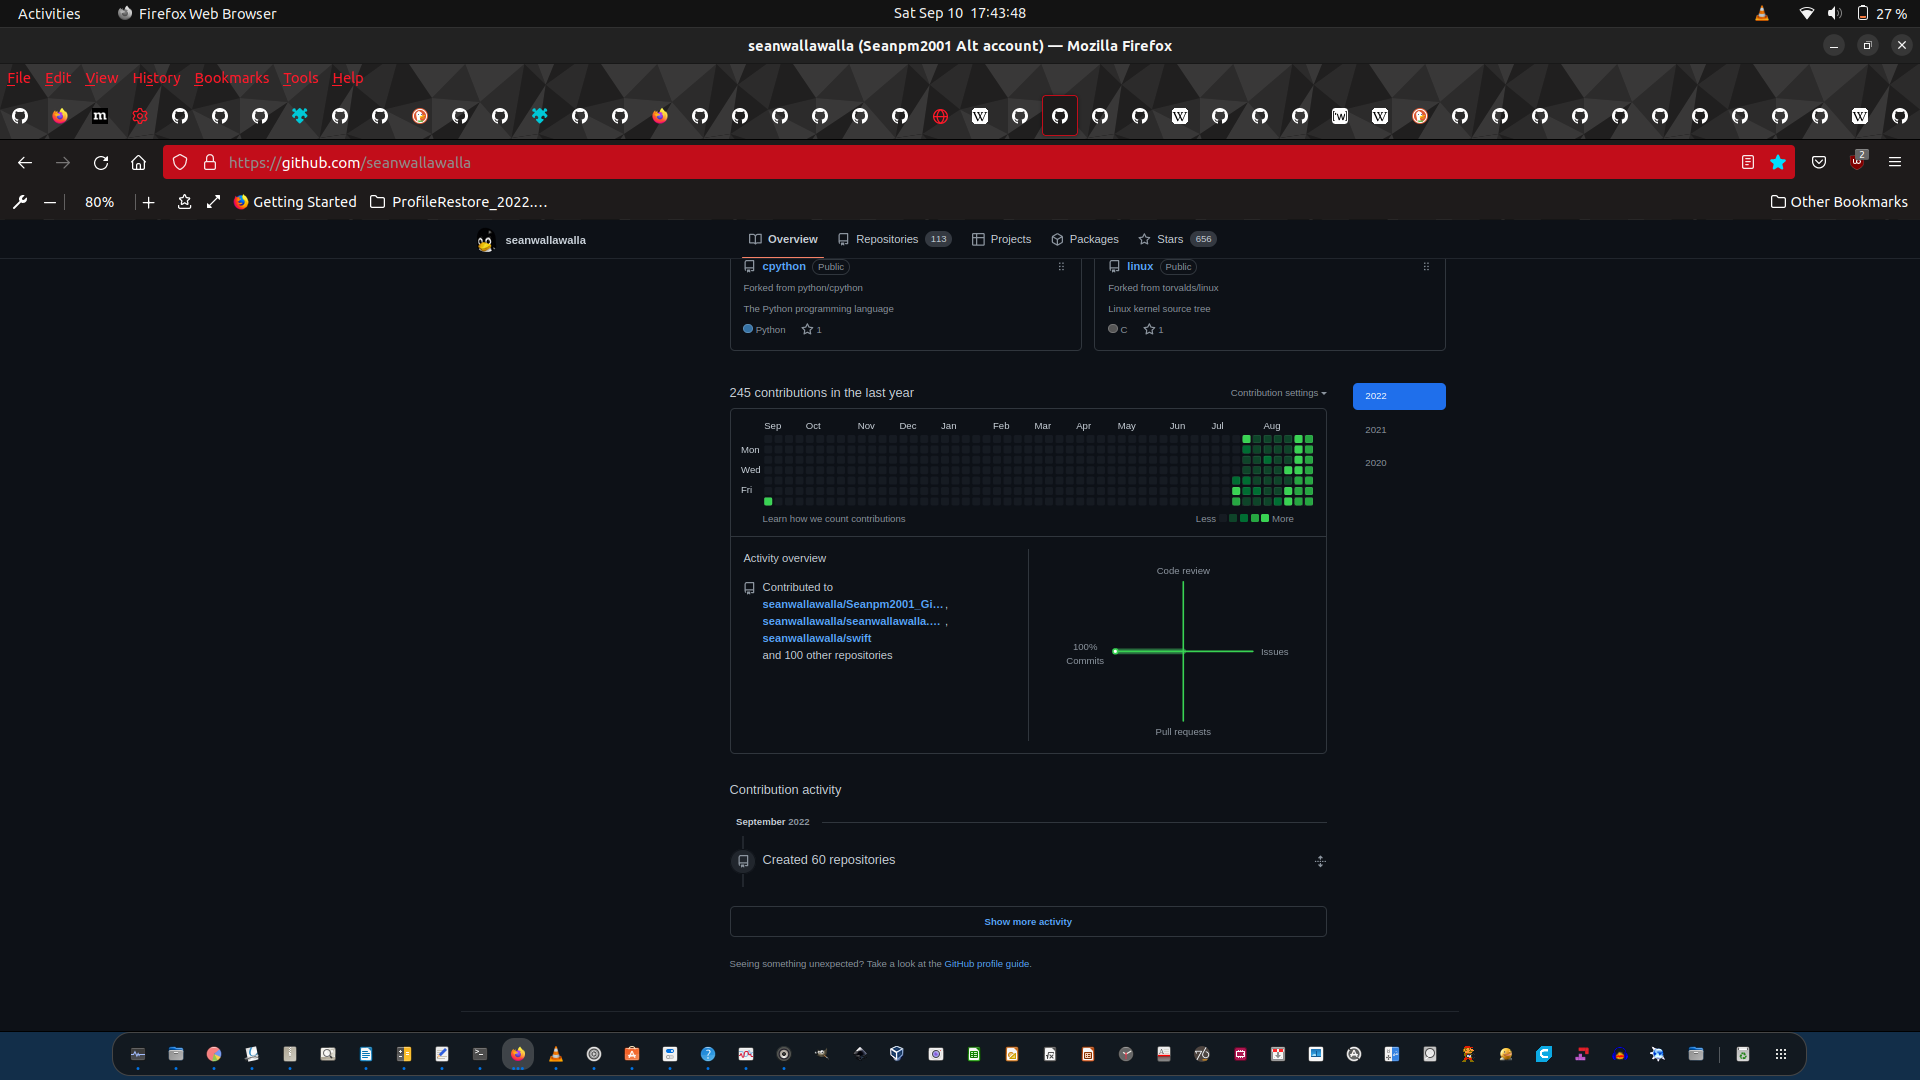 Activities Firefox Web Browser Sat Sep 10 17:43:48 27 %
seanwallawalla (Seanpm2001 Alt account) — Mozilla Firefox
File Edit View History Bookmarks Tools Help
https://github.com/seanwallawalla 2
80% Getting Started ProfileRestore_2022.... Other Bookmarks
seanwallawalla Overview Repositories 113 Projects Packages Stars 656
cpython Public
Forked from python/cpython
The Python programming language
Python 1
linux Public
Forked from torvalds/linux
Linux kernel source tree
C 1
245 contributions in the last year
Contribution settings
2022
2021
2020
Sep Oct Nov Dec Jan Feb Mar Apr May Jun Jul Aug
Mon
Wed
Fri
Learn how we count contributions
Less More
Activity overview
Contributed to
seanwallawalla/Seanpm2001_Gi... ,
seanwallawalla/seanwallawalla.... ,
seanwallawalla/swift
and 100 other repositories
Code review
100%
Commits
Issues
Pull requests
Contribution activity
September 2022
Created 60 repositories
Show more activity
Seeing something unexpected? Take a look at the GitHub profile guide.